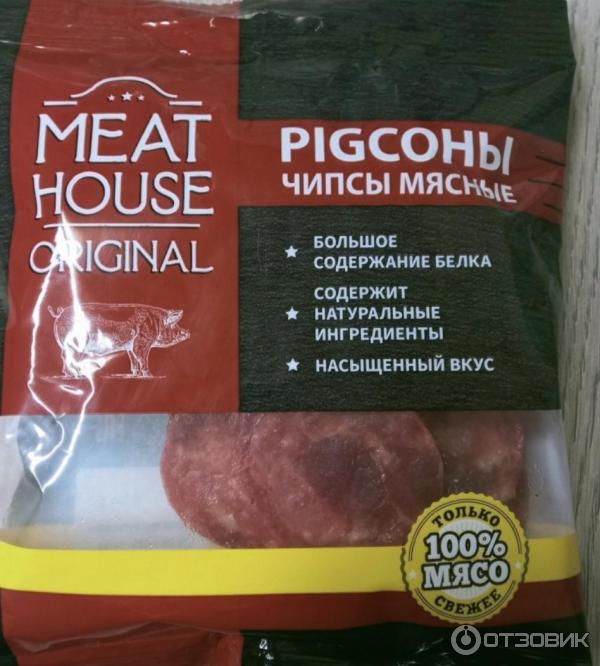 MEAT
HOUSE
ORIGINAL
PIGСОНЫ
ЧИПСЫ МЯСНЫЕ
БОЛЬШОЕ
СОДЕРЖАНИЕ БЕЛКА
СОДЕРЖИТ
НАТУРАЛЬНЫЕ
ИНГРЕДИЕНТЫ
НАСЫЩЕННЫЙ ВКУС
ТОЛЬКО
100%
МЯСО
СВЕЖЕЕ
ОТЗОВИК